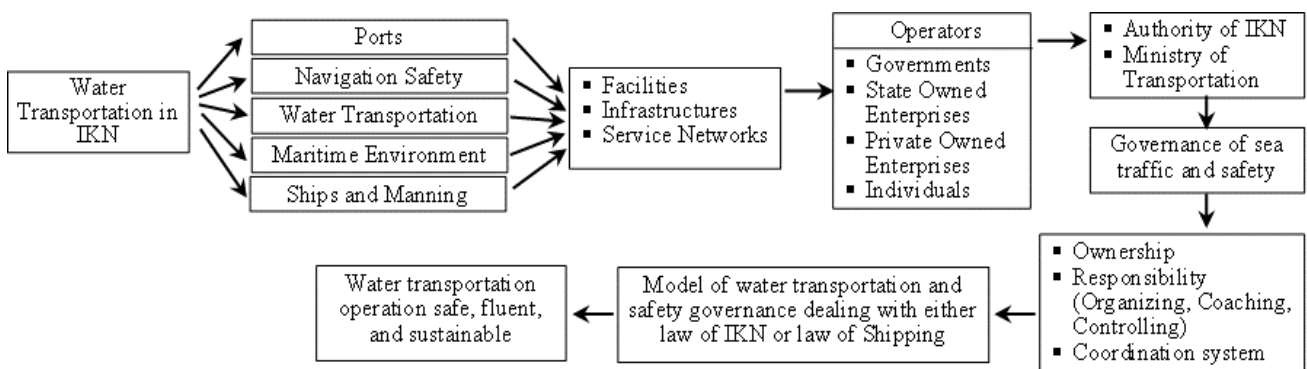 Water
Transportation in
IKN
Ports
Navigation Safety
Water Transportation
Maritime Environment
Ships and Manning
▪ Facilities
▪ Infrastructures
▪ Service Networks
Operators
▪ Governments
▪ State Owned
Enterprises
▪ Private Owned
Enterprises
▪ Individuals
▪ Authority of IKN
▪ Ministry of
Transportation
Governance of sea
traffic and safety
▪ Ownership
▪ Responsibility
(Organizing, Coaching,
Controlling)
▪ Coordination system
Model of water transportation and
safety governance dealing with either
law of IKN or law of Shipping
Water transportation
operation safe, fluent,
and sustainable